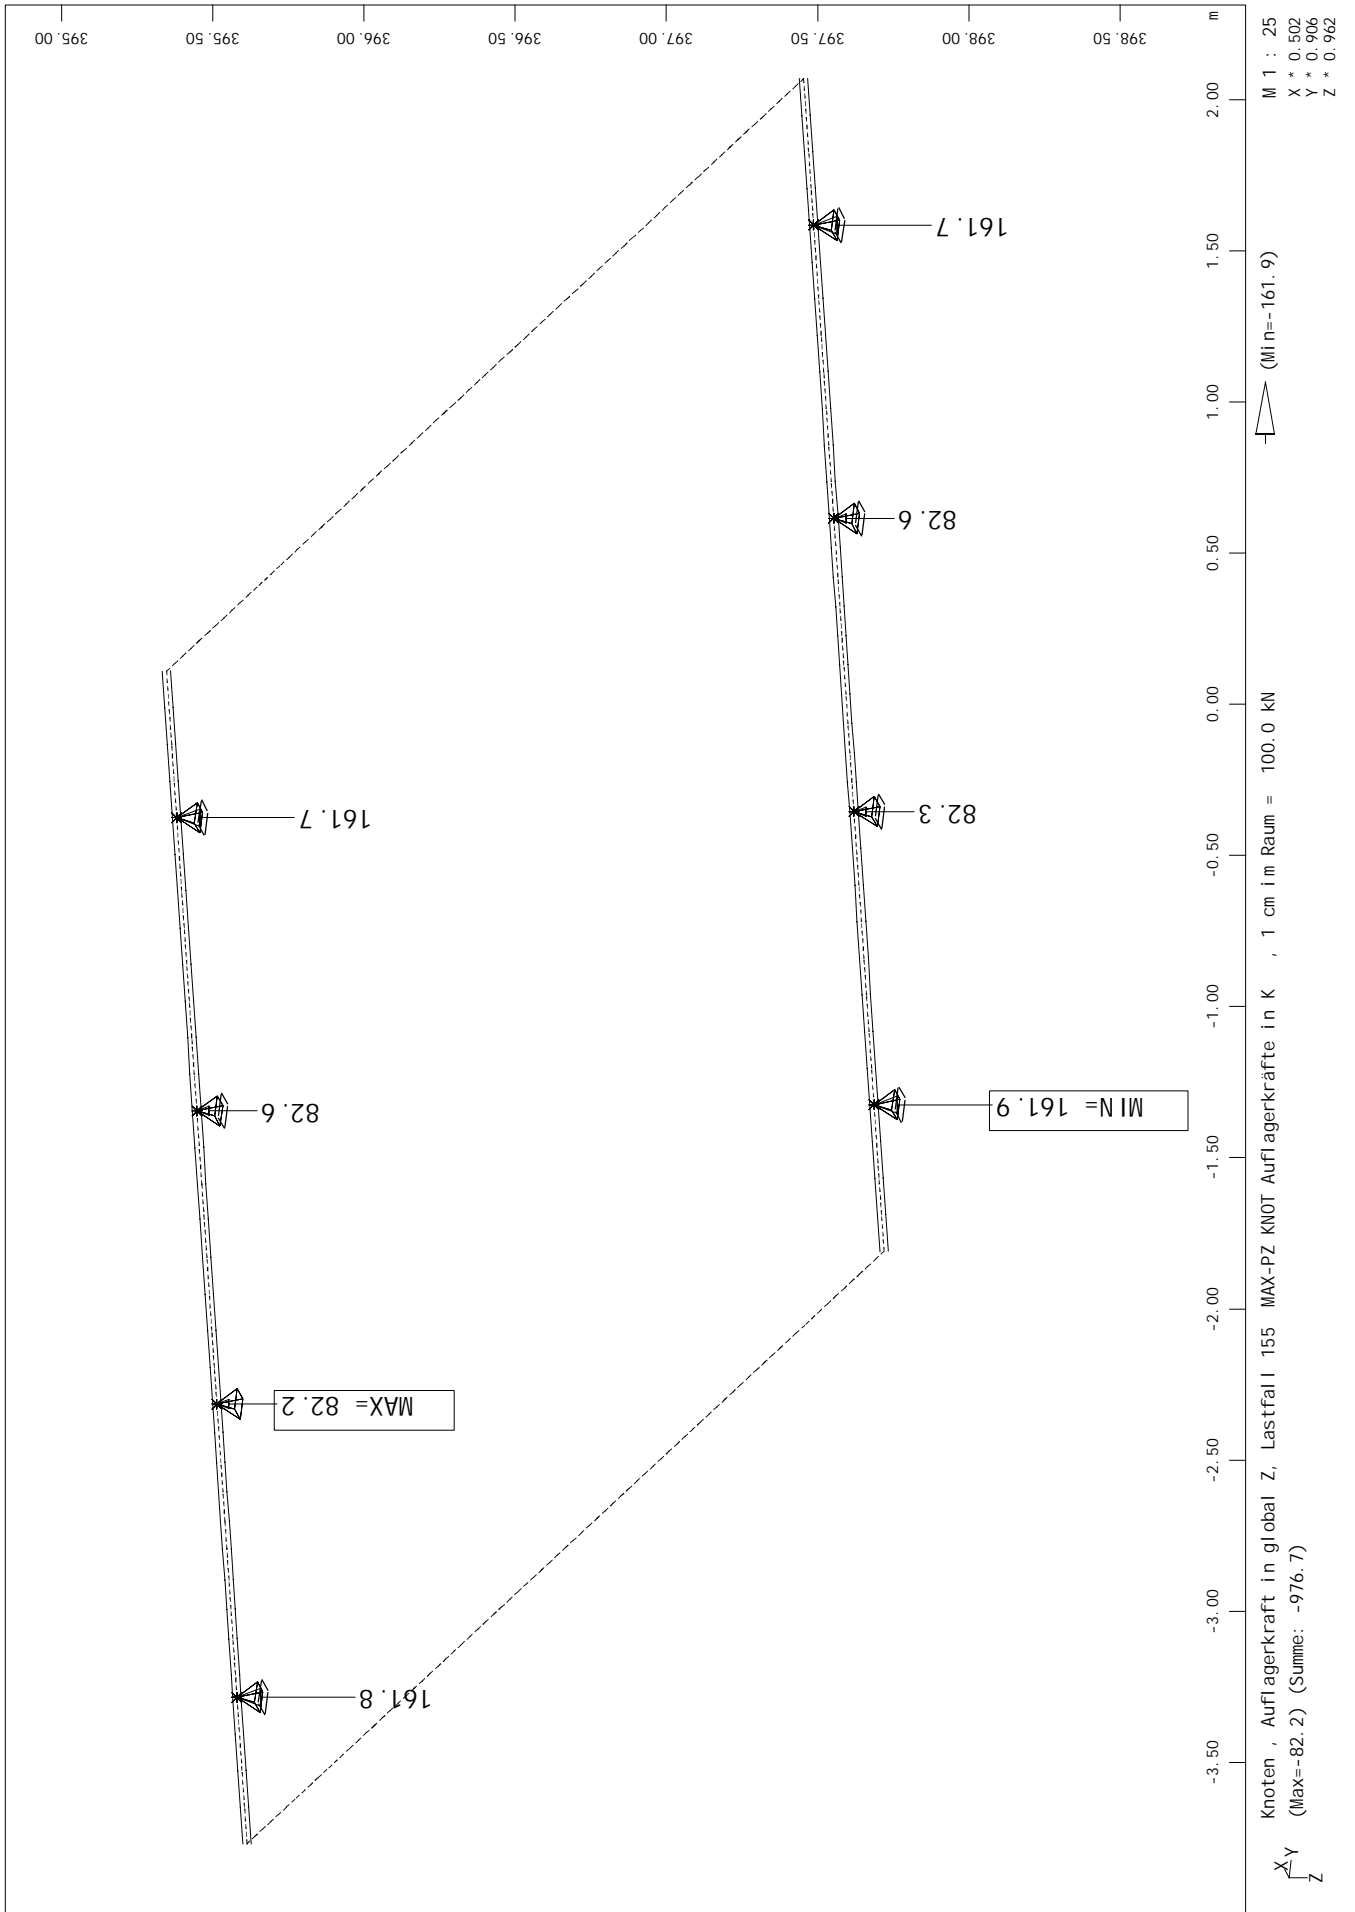 395.00
395.50
396.00
396.50
397.00
397.50
398.00
398.50
m
2.00
1.50
1.00
0.50
0.00
-0.50
-1.00
-1.50
-2.00
-2.50
-3.00
-3.50
161.7
82.6
MAX= 82.2
161.8
161.7
82.6
82.3
MIN= 161.9
Knoten , Auflagerkraft in global Z, Lastfall 155 MAX-PZ KNOT Auflagerkräfte in K , 1 cm im Raum = 100.0 kN (Min=-161.9)
(Max=-82.2) (Summe: -976.7)
M 1 : 25
X * 0.502
Y * 0.906
Z * 0.962
X
Y
Z